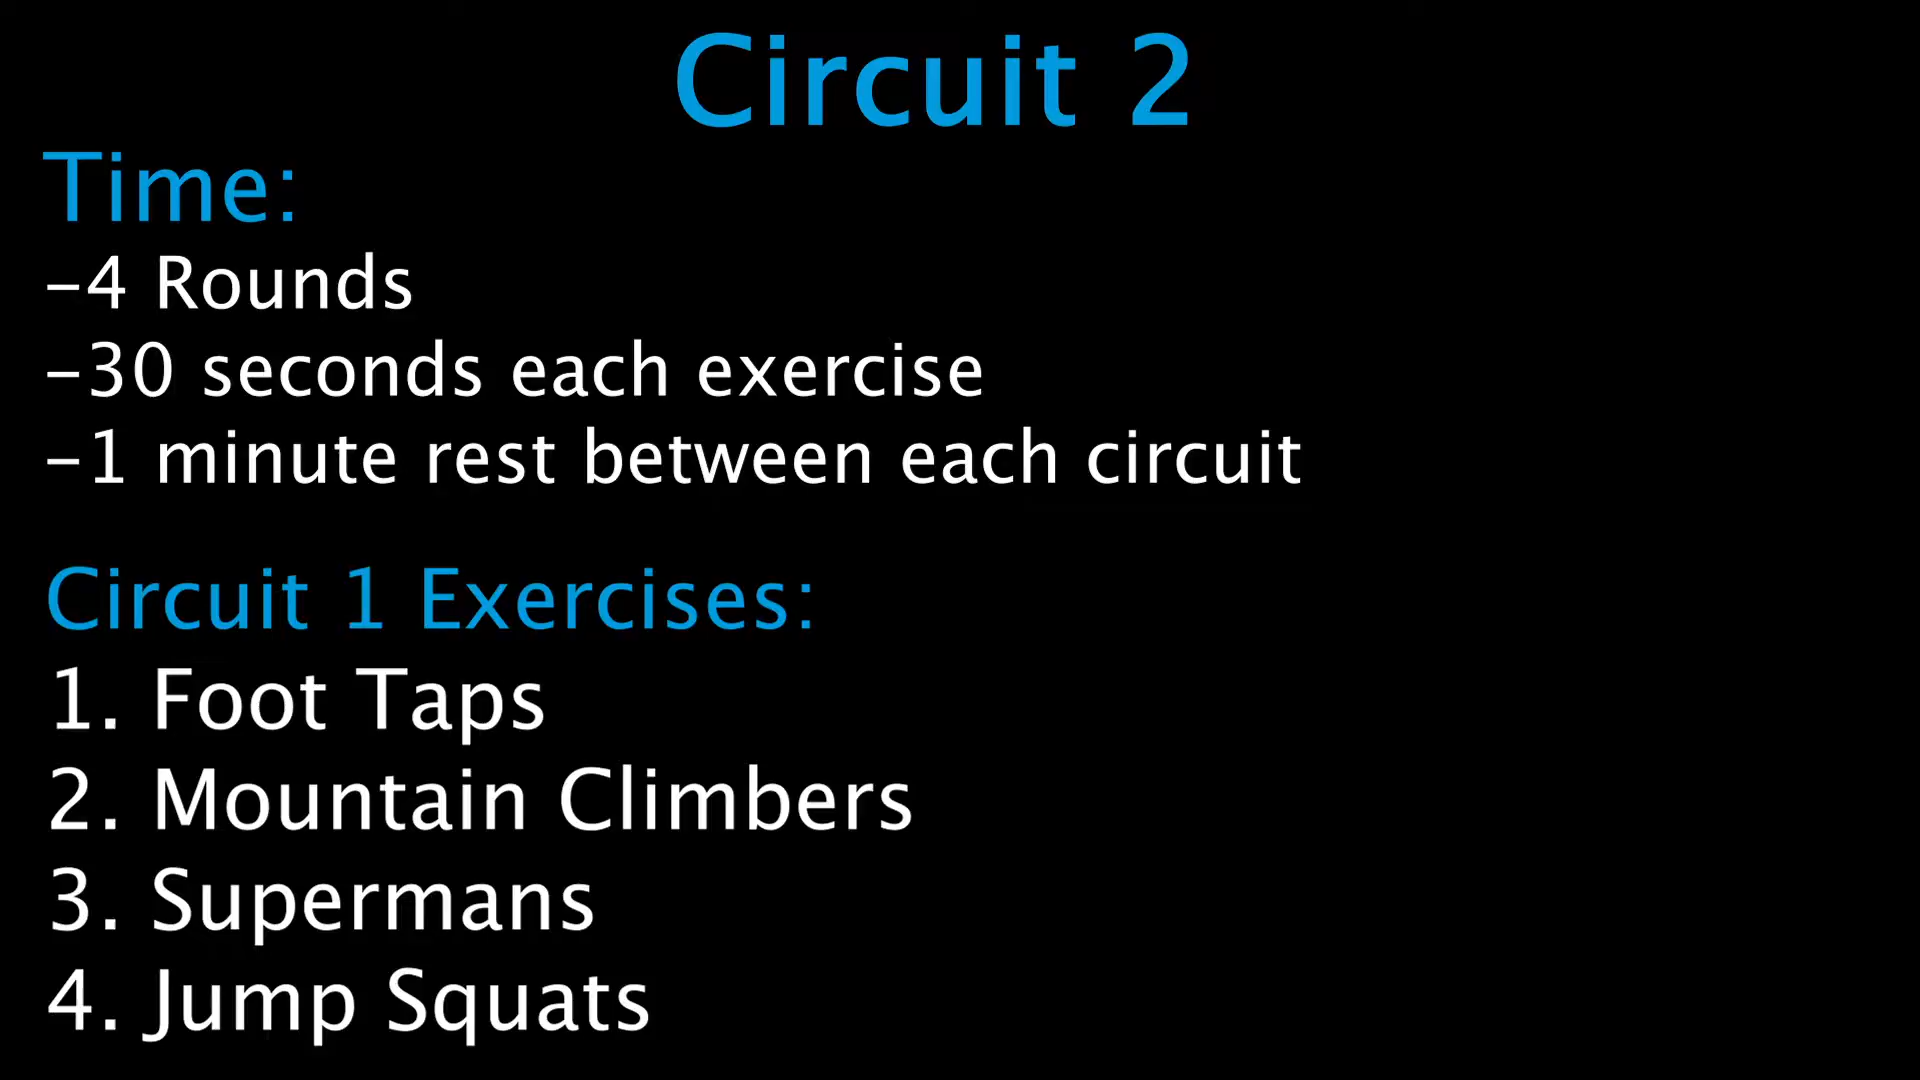 Circuit 2
Time:
-4 Rounds
-30 seconds each exercise
-1 minute rest between each circuit
Circuit 1 Exercises:
1. Foot Taps
2. Mountain Climbers
3. Supermans
4. Jump Squats